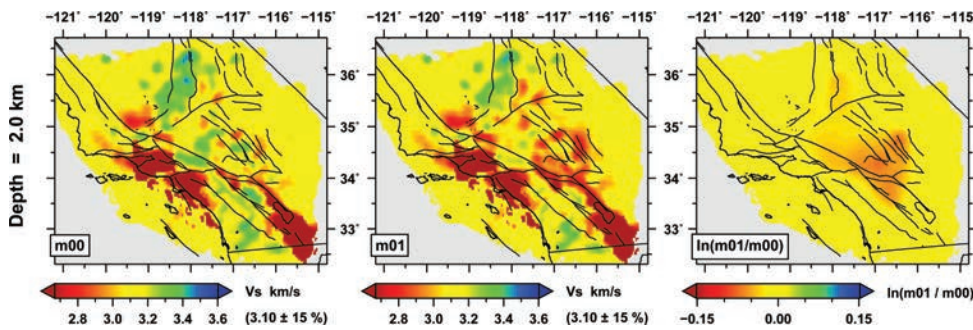 −121° −120° −119° −118° −117° −116° −115° −121° −120° −119° −118° −117° −116° −115° −121° −120° −119° −118° −117° −116° −115°
Depth = 2.0 km
36° 36° 36°
35° 35° 35°
34° 34° 34°
33° 33° 33°
m00 m01 ln(m01/m00)
Vs km/s Vs km/s ln(m01 / m00)
2.8 3.0 3.2 3.4 3.6 (3.10 ± 15 %) 2.8 3.0 3.2 3.4 3.6 (3.10 ± 15 %) −0.15 0.00 0.15